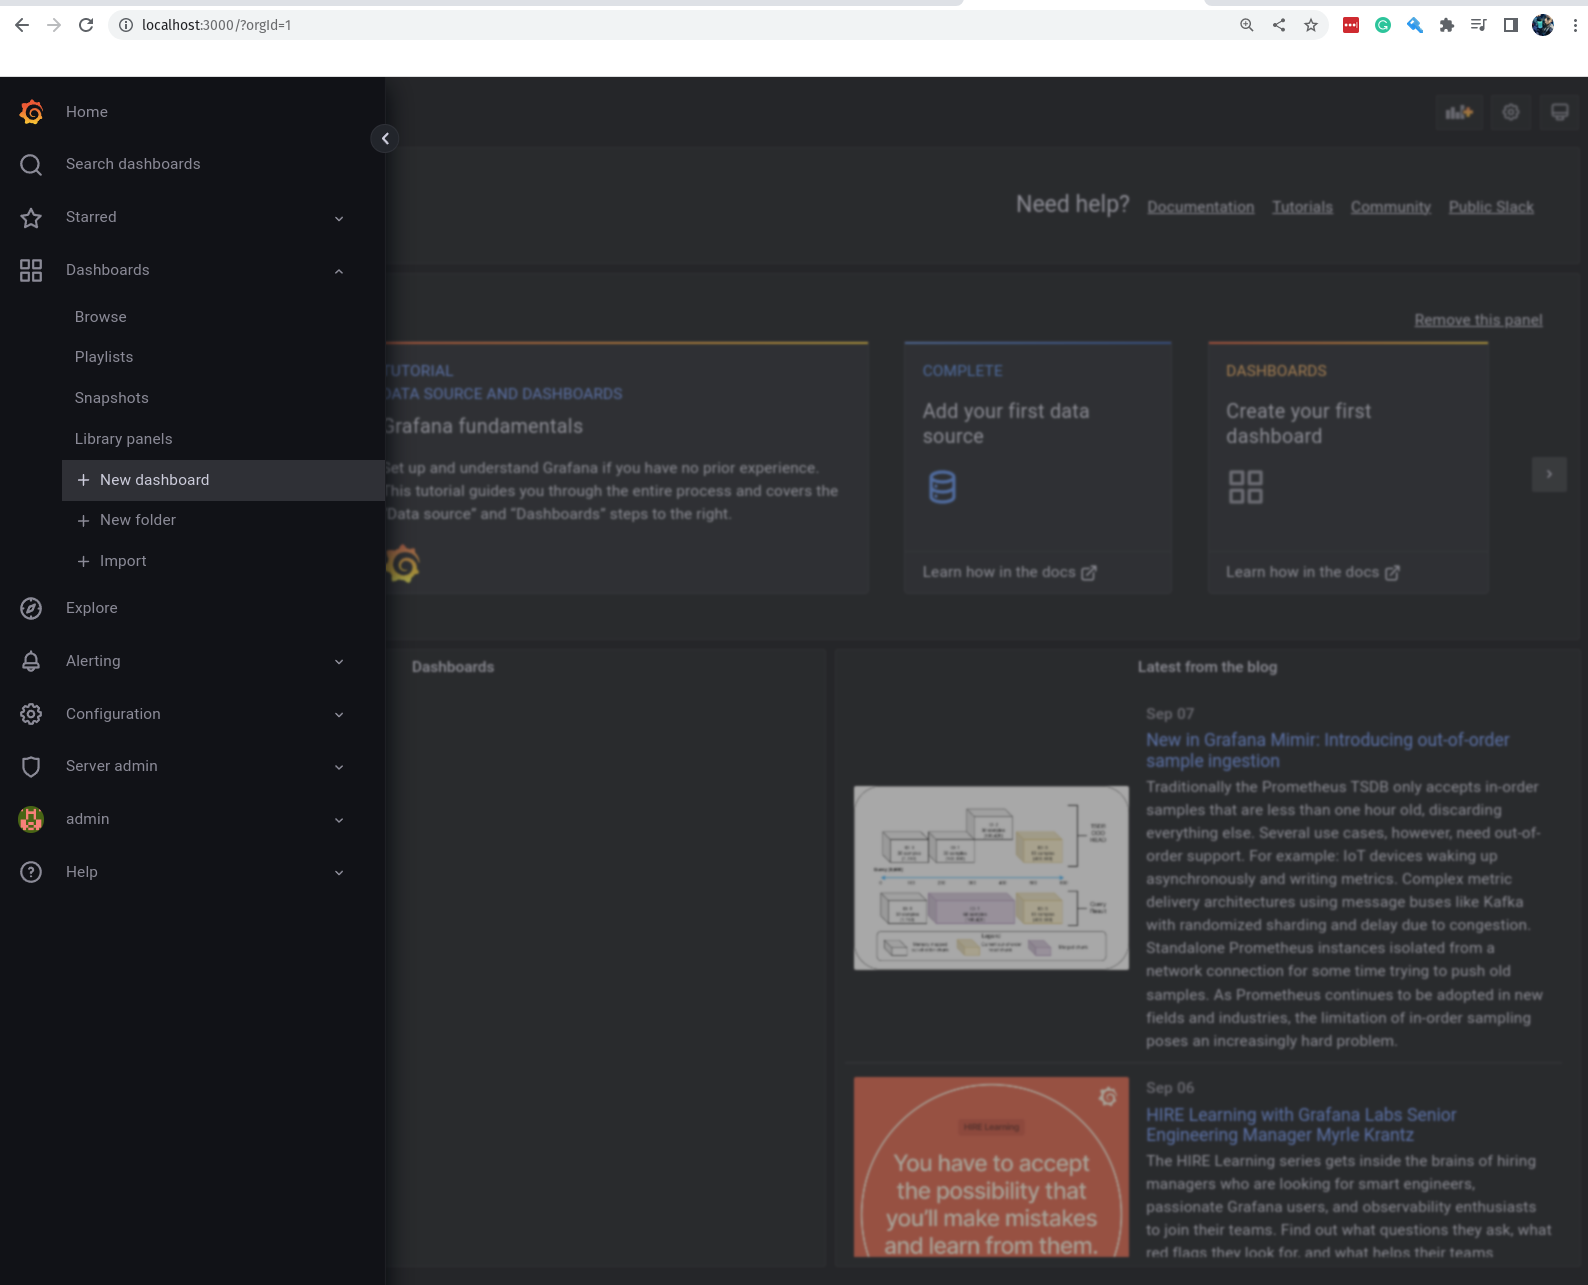 localhost:3000/?orgId=1
Home
Search dashboards
Starred
Dashboards
Browse
Playlists
Snapshots
Library panels
New dashboard
New folder
Import
Explore
Alerting
Configuration
Server admin
admin
Help
Need help?
Documentation
Tutorials
Community
Public Slack
Remove this panel
TUTORIAL
DATA SOURCE AND DASHBOARDS
Grafana fundamentals
Set up and understand Grafana if you have no prior experience.
This tutorial guides you through the entire process and covers the
"Data source" and "Dashboards" steps to the right.
COMPLETE
Add your first data
source
Learn how in the docs
DASHBOARDS
Create your first
dashboard
Learn how in the docs
Dashboards
Latest from the blog
Sep 07
New in Grafana Mimir: Introducing out-of-order
sample ingestion
Traditionally the Prometheus TSDB only accepts in-order
samples that are less than one hour old, discarding
everything else. Several use cases, however, need out-of-
order support. For example: IoT devices waking up
asynchronously and writing metrics. Complex metric
delivery architectures using message buses like Kafka
with randomized sharding and delay due to congestion.
Standalone Prometheus instances isolated from a
network connection for some time trying to push old
samples. As Prometheus continues to be adopted in new
fields and industries, the limitation of in-order sampling
poses an increasingly hard problem.
HIRE Learning
You have to accept
the possibility that
you'll make mistakes
and learn from them.
Sep 06
HIRE Learning with Grafana Labs Senior
Engineering Manager Myrle Krantz
The HIRE Learning series gets inside the brains of hiring
managers who are looking for smart engineers,
passionate Grafana users, and observability enthusiasts
to join their teams. Find out what questions they ask, what
red flags they look for, and what helps their teams